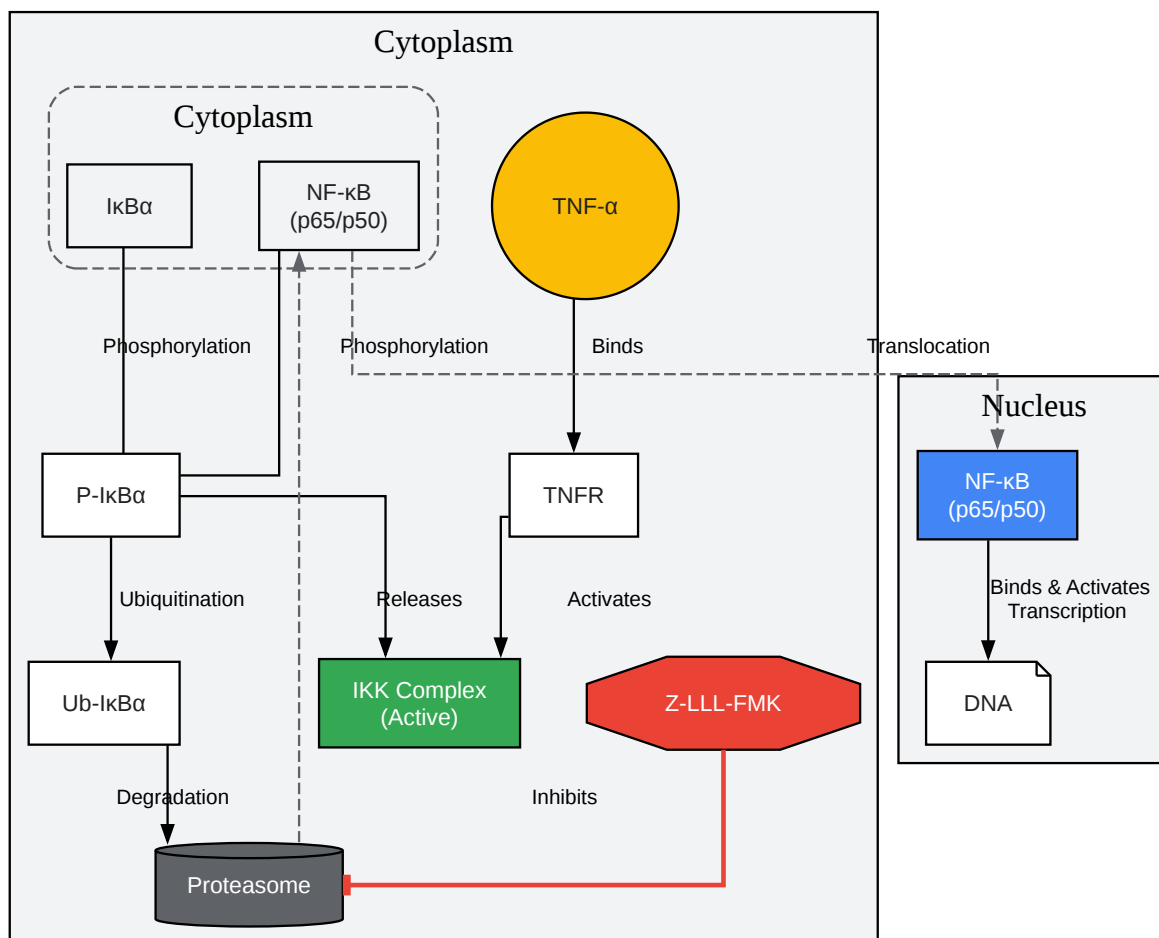 Cytoplasm
Cytoplasm
IκBα
NF-κB
(p65/p50)
TNF-α
Phosphorylation
Phosphorylation
Binds
Translocation
Nucleus
P-IκBα
TNFR
NF-κB
(p65/p50)
Ubiquitination
Releases
Activates
Binds & Activates
Transcription
Ub-IκBα
IKK Complex
(Active)
Z-LLL-FMK
DNA
Degradation
Inhibits
Proteasome